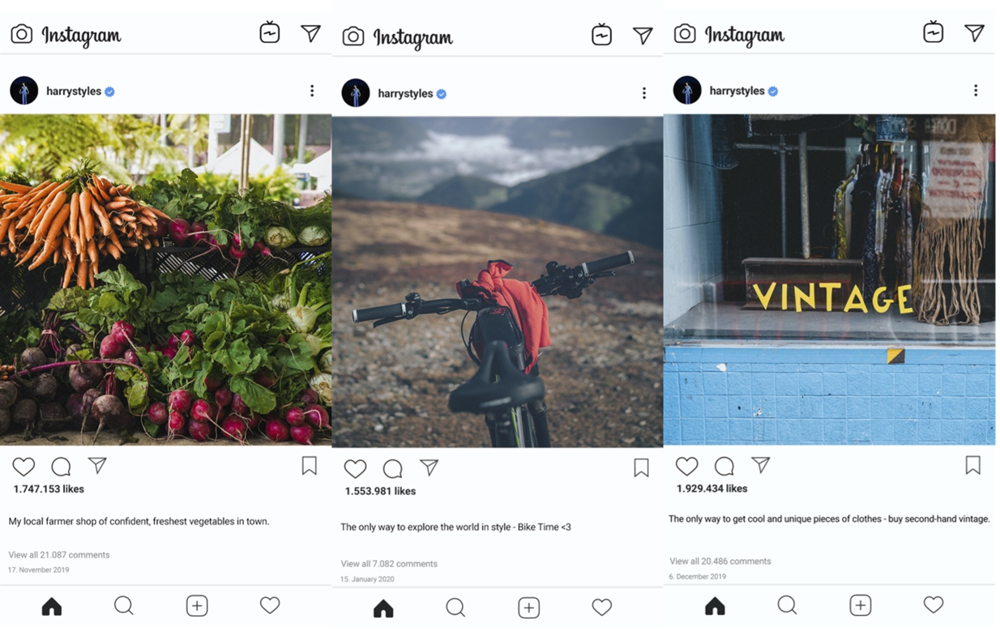 Instagram
harrystyles
1.747.153 likes
My local farmer shop of confident, freshest vegetables in town.
View all 21.087 comments
17. November 2019
Instagram
harrystyles
1.553.981 likes
The only way to explore the world in style - Bike Time <3
View all 7.082 comments
15. January 2020
Instagram
harrystyles
VINTAGE
1.929.434 likes
The only way to get cool and unique pieces of clothes - buy second-hand vintage.
View all 20.486 comments
6. December 2019